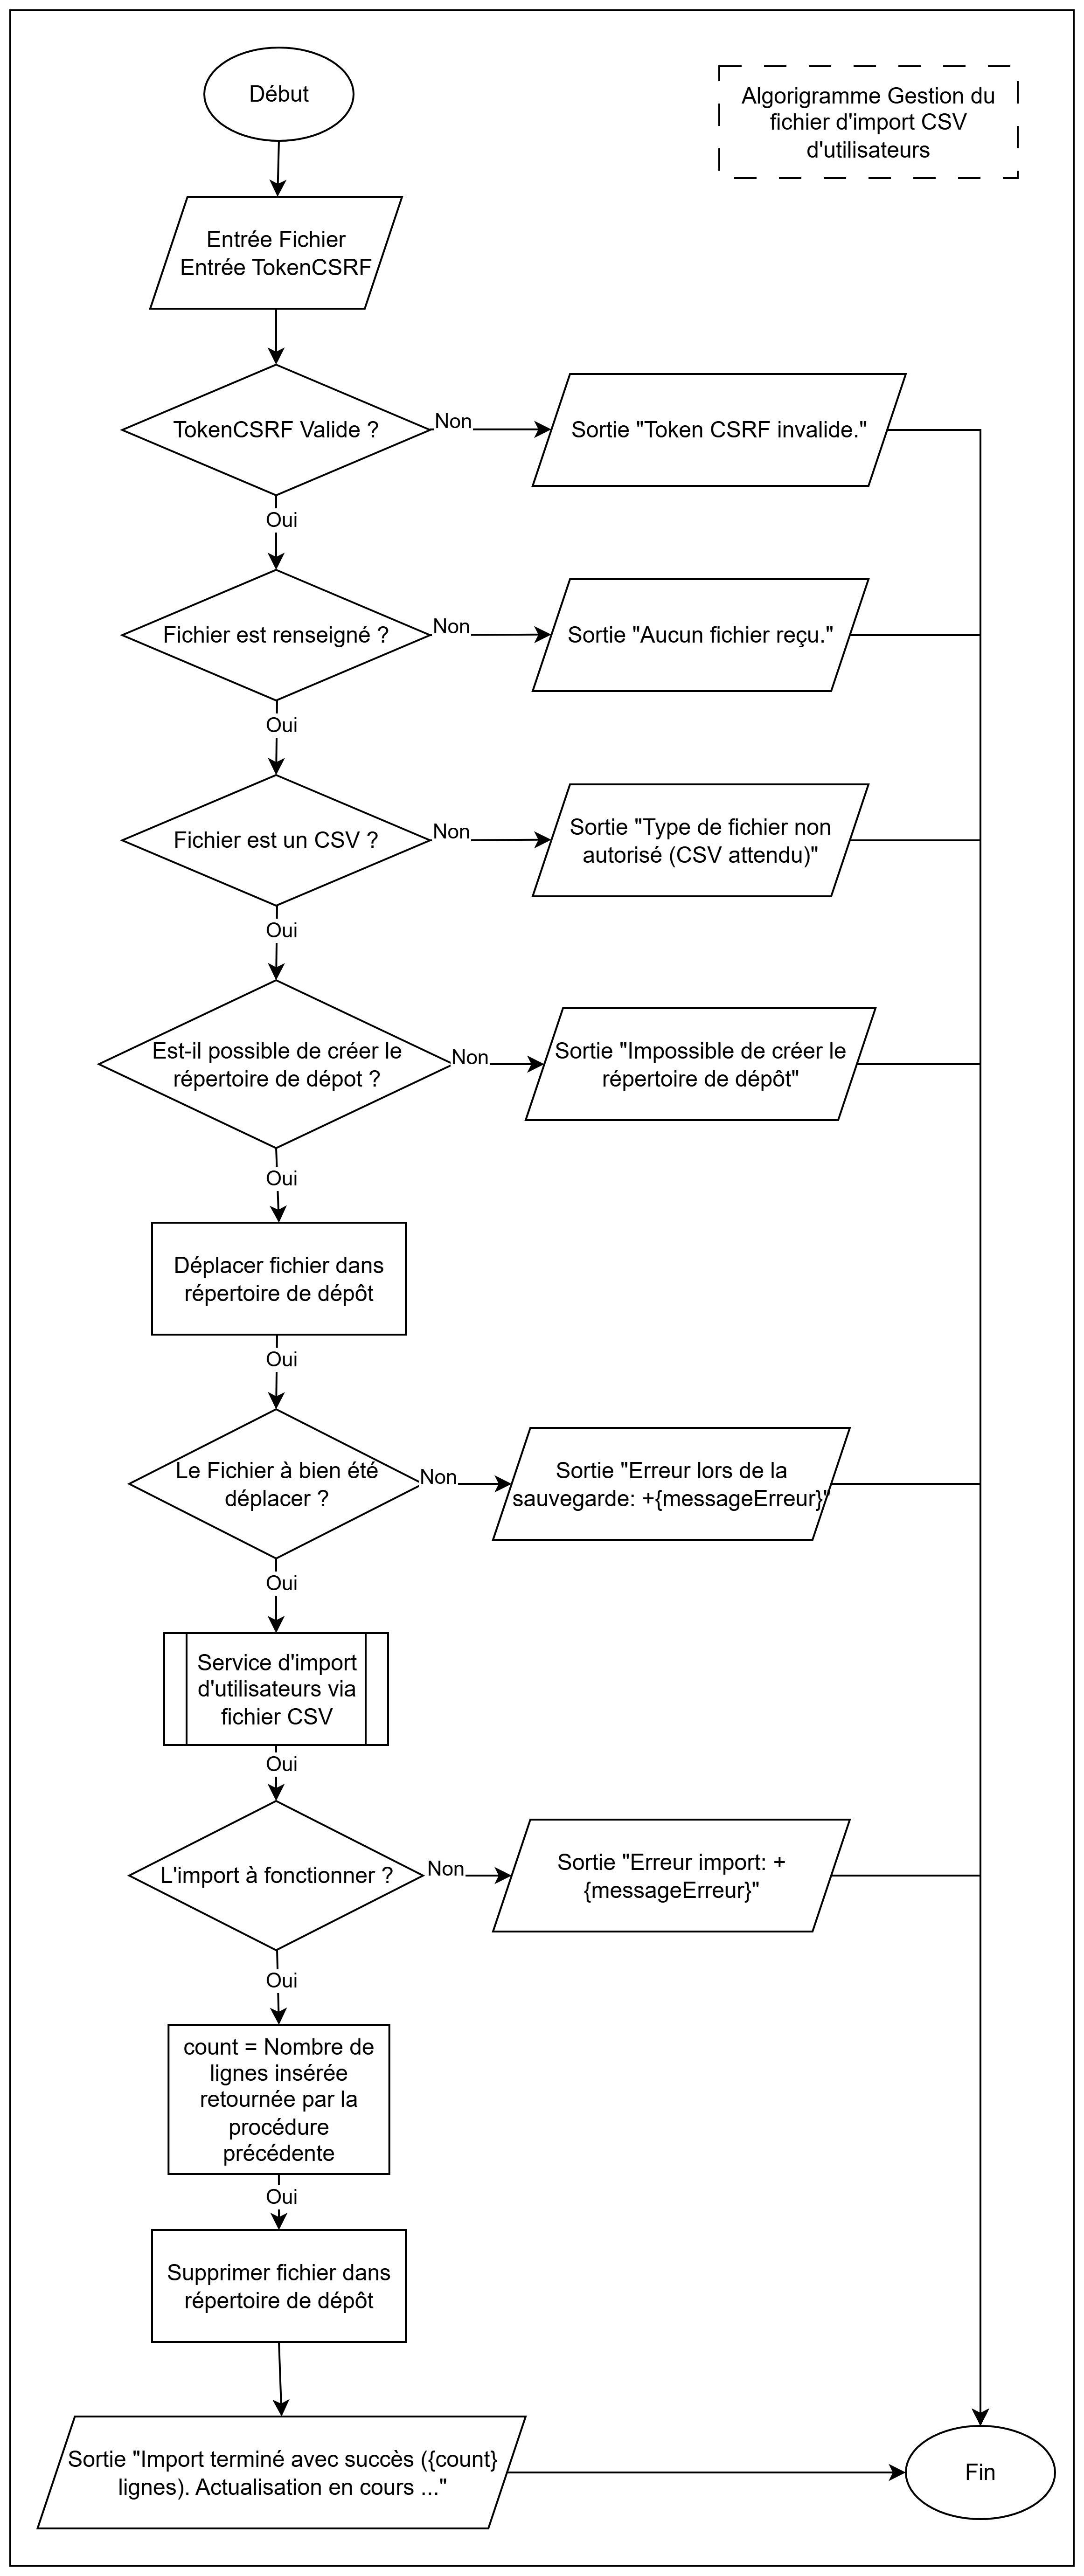 Début
Algorigramme Gestion du
fichier d'import CSV
d'utilisateurs
Entrée Fichier
Entrée TokenCSRF
TokenCSRF Valide ?
Non
Sortie "Token CSRF invalide."
Oui
Fichier est renseigné ?
Non
Sortie "Aucun fichier reçu."
Oui
Fichier est un CSV ?
Non
Sortie "Type de fichier non
autorisé (CSV attendu)"
Oui
Est-il possible de créer le
répertoire de dépot ?
Non
Sortie "Impossible de créer le
répertoire de dépôt"
Oui
Déplacer fichier dans
répertoire de dépôt
Oui
Le Fichier à bien été
déplacer ?
Non
Sortie "Erreur lors de la
sauvegarde: +{messageErreur}"
Oui
Service d'import
d'utilisateurs via
fichier CSV
Oui
L'import à fonctionner ?
Non
Sortie "Erreur import: +
{messageErreur}"
Oui
count = Nombre de
lignes insérée
retournée par la
procédure
précédente
Oui
Supprimer fichier dans
répertoire de dépôt
Sortie "Import terminé avec succès ({count}
lignes). Actualisation en cours ..."
Fin